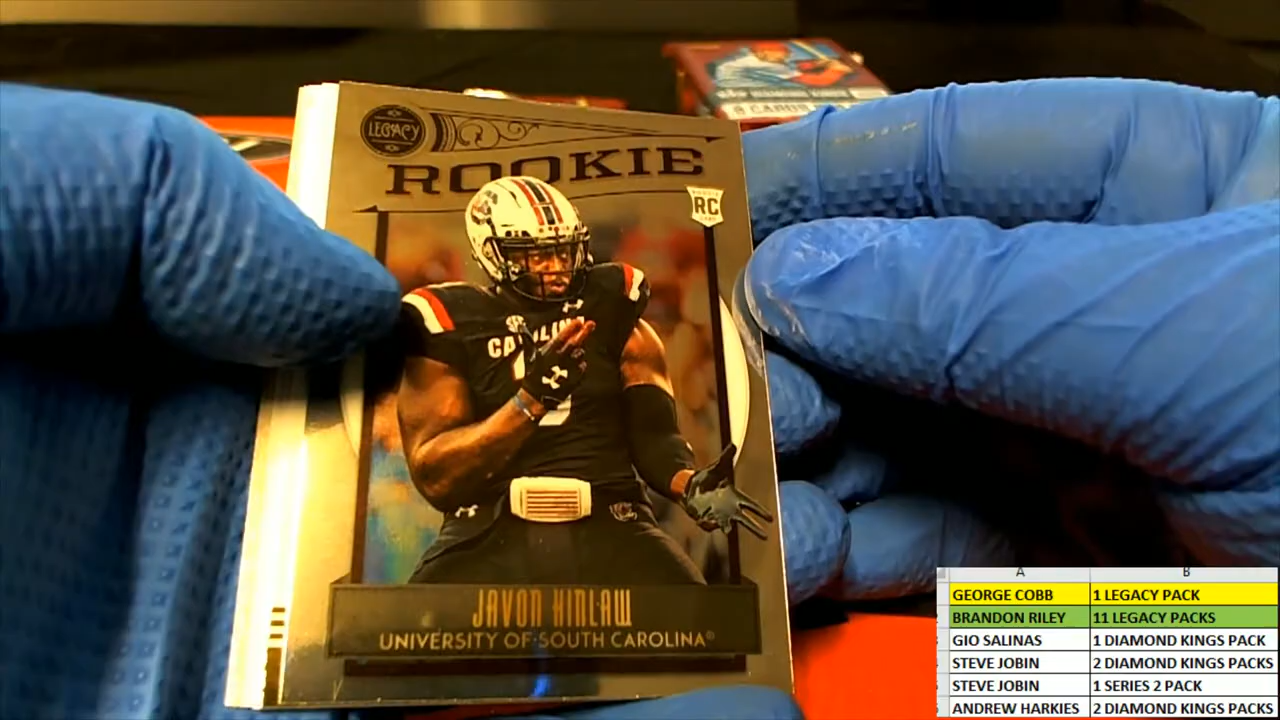 9 CARDS
LEGACY
ROOKIE
RC
CAROLINA
JAVON KINLAW
UNIVERSITY OF SOUTH CAROLINA®
A B
GEORGE COBB 1 LEGACY PACK
BRANDON RILEY 11 LEGACY PACKS
GIO SALINAS 1 DIAMOND KINGS PACK
STEVE JOBIN 2 DIAMOND KINGS PACKS
STEVE JOBIN 1 SERIES 2 PACK
ANDREW HARKIES 2 DIAMOND KINGS PACKS